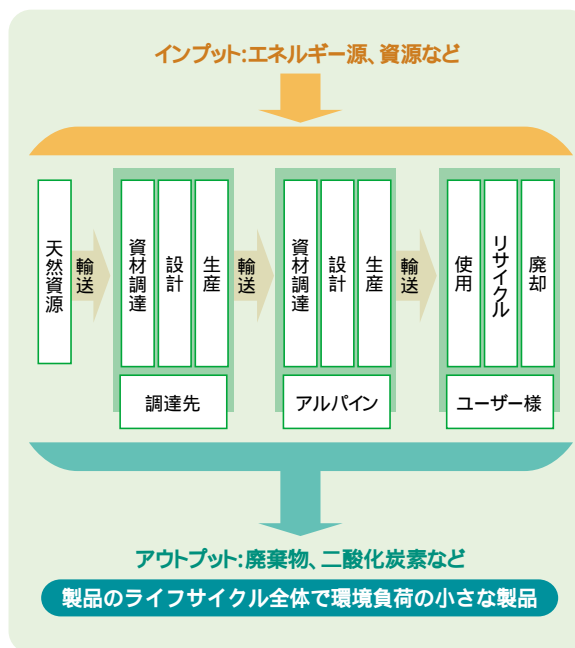 インプット:エネルギー源、資源など
天然資源
輸送
資材調達
設計
生産
調達先
輸送
資材調達
設計
生産
アルパイン
輸送
使用
リサイクル
廃却
ユーザー様
アウトプット:廃棄物、二酸化炭素など
製品のライフサイクル全体で環境負荷の小さな製品